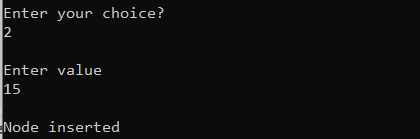 Enter your choice?
2
Enter value
15
Node inserted